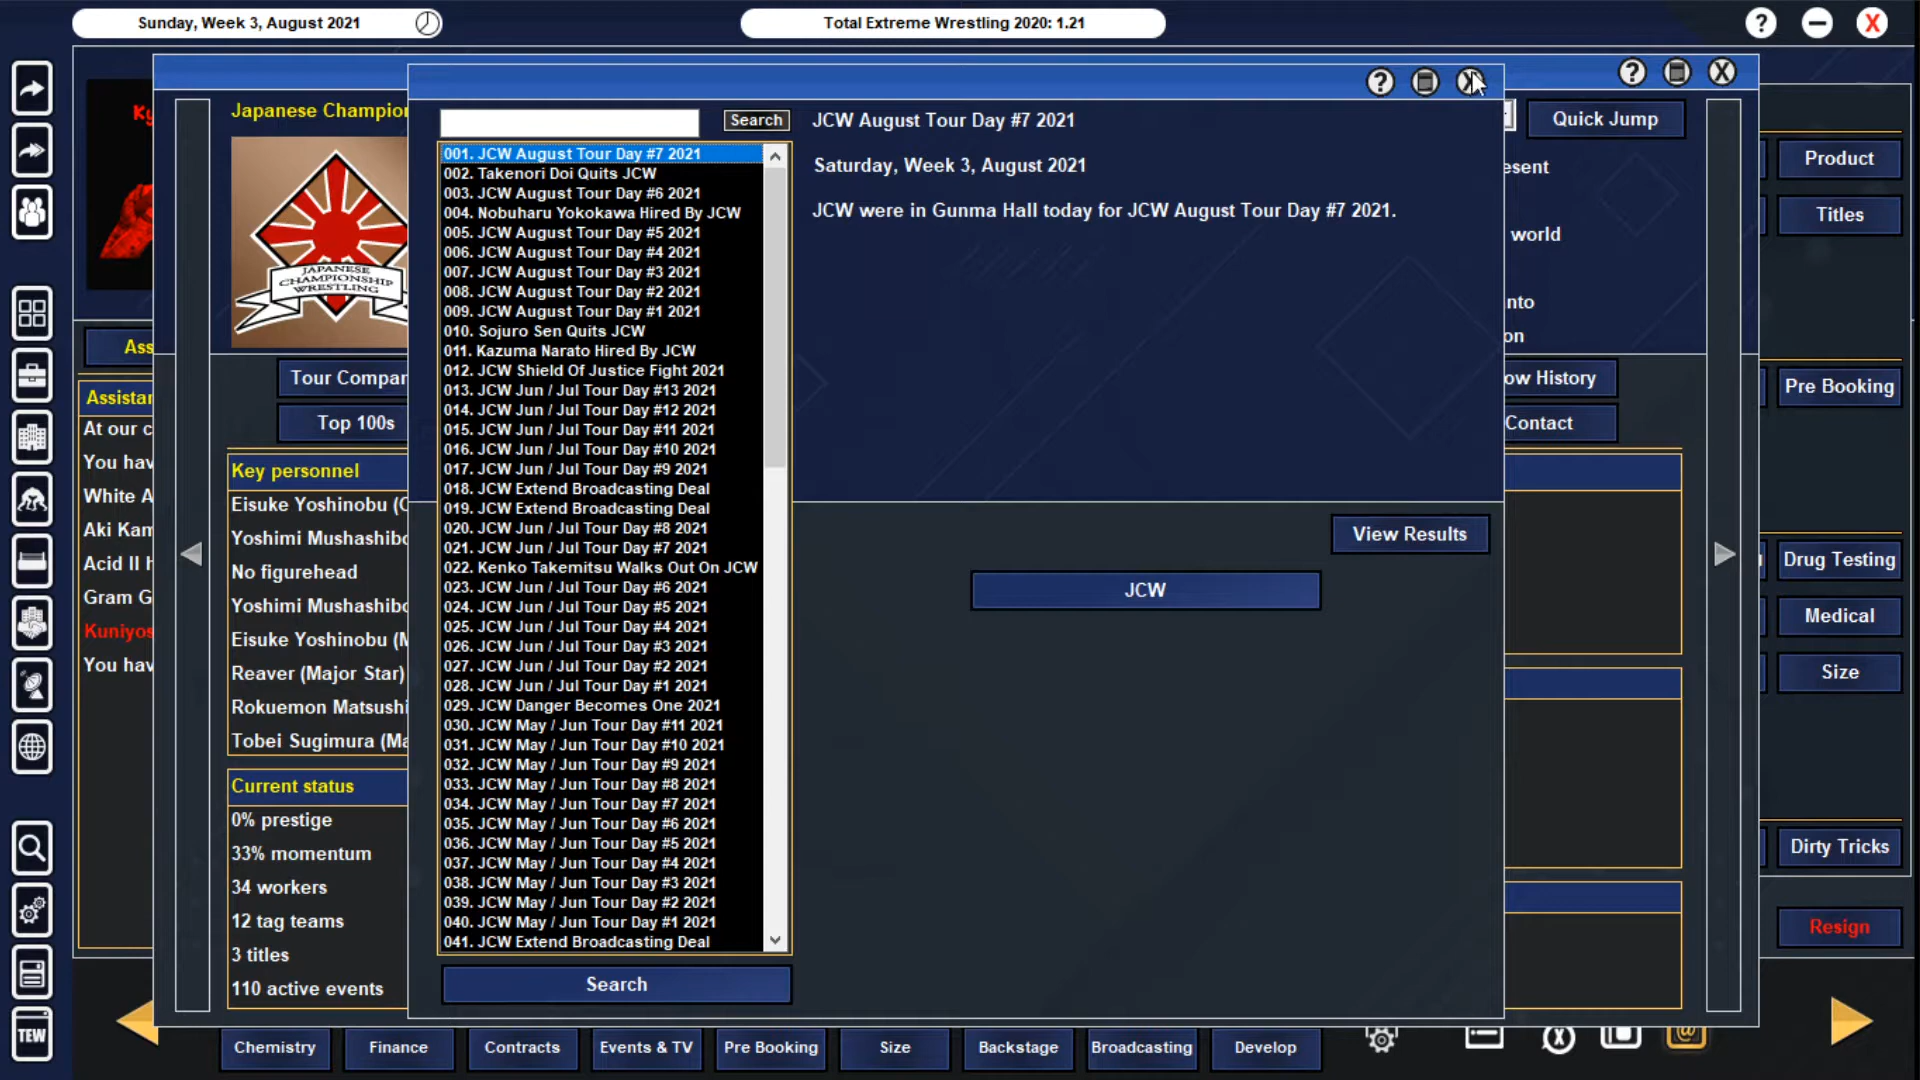 Sunday, Week 3, August 2021
Total Extreme Wrestling 2020: 1.21
Japanese Champion
JAPANESE
CHAMPIONSHIP
WRESTLING
Search
001. JCW August Tour Day #7 2021
002. Takenori Doi Quits JCW
003. JCW August Tour Day #6 2021
004. Nobuharu Yokokawa Hired By JCW
005. JCW August Tour Day #5 2021
006. JCW August Tour Day #4 2021
007. JCW August Tour Day #3 2021
008. JCW August Tour Day #2 2021
009. JCW August Tour Day #1 2021
010. Sojuro Sen Quits JCW
011. Kazuma Narato Hired By JCW
012. JCW Shield Of Justice Fight 2021
013. JCW Jun / Jul Tour Day #13 2021
014. JCW Jun / Jul Tour Day #12 2021
015. JCW Jun / Jul Tour Day #11 2021
016. JCW Jun / Jul Tour Day #10 2021
017. JCW Jun / Jul Tour Day #9 2021
018. JCW Extend Broadcasting Deal
019. JCW Extend Broadcasting Deal
020. JCW Jun / Jul Tour Day #8 2021
021. JCW Jun / Jul Tour Day #7 2021
022. Kenko Takemitsu Walks Out On JCW
023. JCW Jun / Jul Tour Day #6 2021
024. JCW Jun / Jul Tour Day #5 2021
025. JCW Jun / Jul Tour Day #4 2021
026. JCW Jun / Jul Tour Day #3 2021
027. JCW Jun / Jul Tour Day #2 2021
028. JCW Jun / Jul Tour Day #1 2021
029. JCW Danger Becomes One 2021
030. JCW May / Jun Tour Day #11 2021
031. JCW May / Jun Tour Day #10 2021
032. JCW May / Jun Tour Day #9 2021
033. JCW May / Jun Tour Day #8 2021
034. JCW May / Jun Tour Day #7 2021
035. JCW May / Jun Tour Day #6 2021
036. JCW May / Jun Tour Day #5 2021
037. JCW May / Jun Tour Day #4 2021
038. JCW May / Jun Tour Day #3 2021
039. JCW May / Jun Tour Day #2 2021
040. JCW May / Jun Tour Day #1 2021
041. JCW Extend Broadcasting Deal
Search
JCW August Tour Day #7 2021
Saturday, Week 3, August 2021
JCW were in Gunma Hall today for JCW August Tour Day #7 2021.
View Results
JCW
Quick Jump
esent
world
nto
on
ow History
Contact
Product
Titles
Pre Booking
Drug Testing
Medical
Size
Dirty Tricks
Resign
Ky
Ass
Assistan
At our c
You hav
White A
Aki Kam
Acid II h
Gram G
Kuniyos
You hav
Tour Compar
Top 100s
Key personnel
Eisuke Yoshinobu (O
Yoshimi Mushashibo
No figurehead
Yoshimi Mushashibo
Eisuke Yoshinobu (M
Reaver (Major Star)
Rokuemon Matsushi
Tobei Sugimura (Ma
Current status
0% prestige
33% momentum
34 workers
12 tag teams
3 titles
110 active events
TEW
Chemistry
Finance
Contracts
Events & TV
Pre Booking
Size
Backstage
Broadcasting
Develop